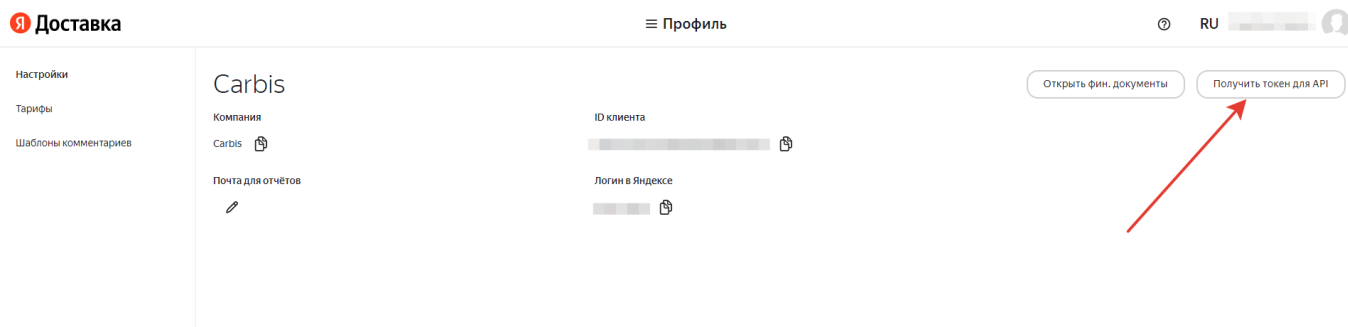 Я Доставка
Профиль
RU
Настройки
Тарифы
Шаблоны комментариев
Carbis
Открыть фин. документы
Получить токен для API
Компания
ID клиента
Carbis
Почта для отчётов
Логин в Яндексе